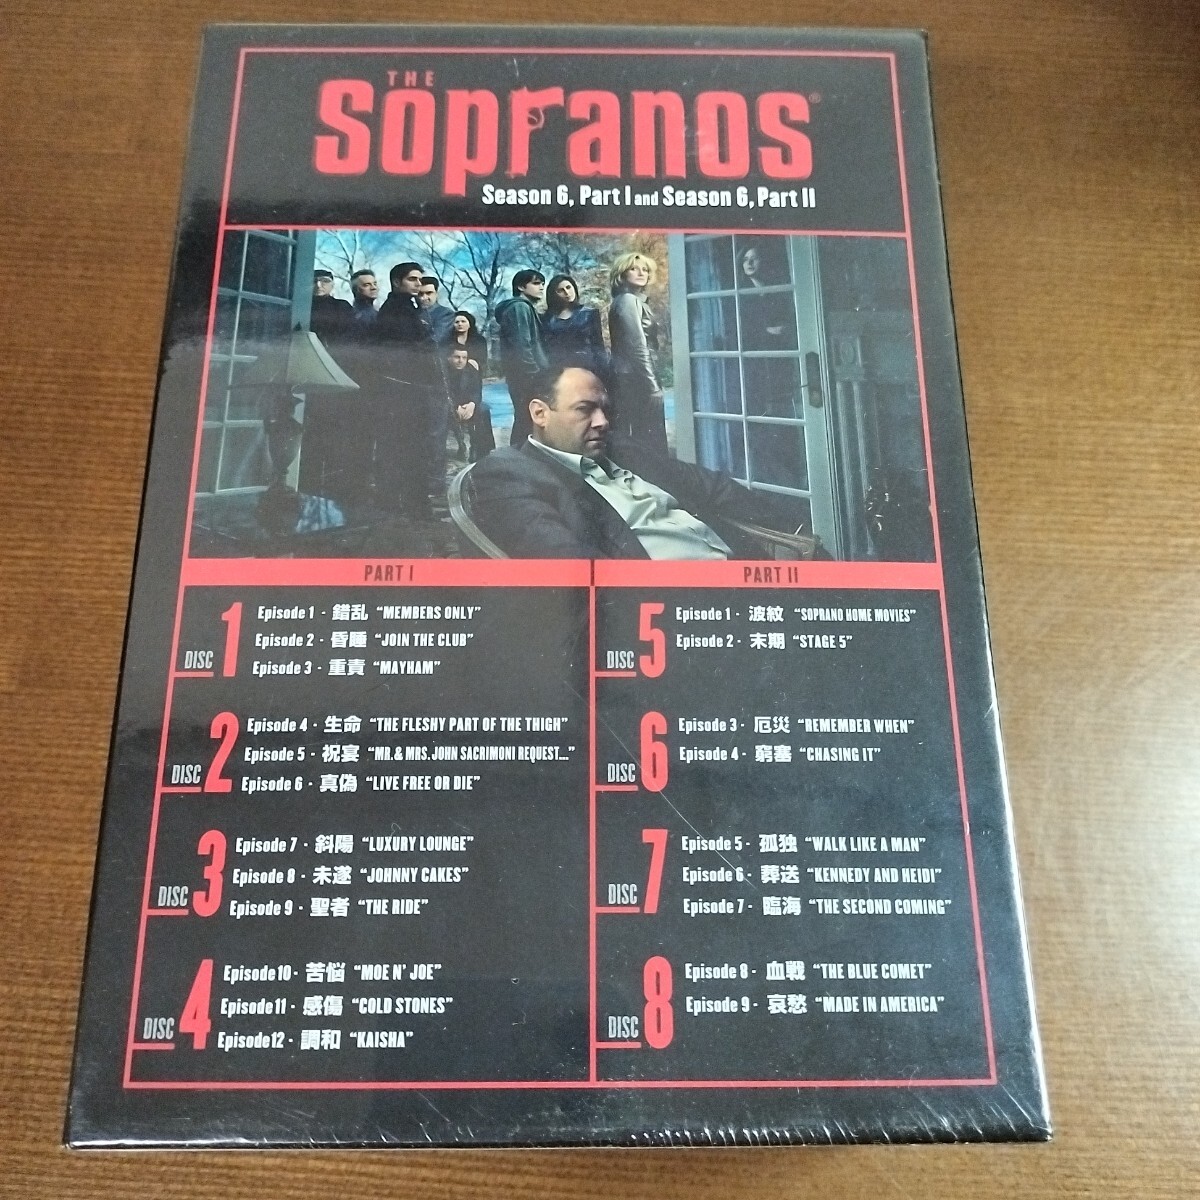 THE
Sopranos®
Season 6, Part I and Season 6, Part II
PART I
DISC 1
Episode 1 - 錯乱 “MEMBERS ONLY”
Episode 2 - 昏睡 “JOIN THE CLUB”
Episode 3 - 重責 “MAYHAM”
DISC 2
Episode 4 - 生命 “THE FLESHY PART OF THE THIGH”
Episode 5 - 祝宴 “MR. & MRS. JOHN SACRIMONI REQUEST...”
Episode 6 - 真偽 “LIVE FREE OR DIE”
DISC 3
Episode 7 - 斜陽 “LUXURY LOUNGE”
Episode 8 - 未遂 “JOHNNY CAKES”
Episode 9 - 聖者 “THE RIDE”
DISC 4
Episode 10 - 苦悩 “MOE N’ JOE”
Episode 11 - 感傷 “COLD STONES”
Episode 12 - 調和 “KAISHA”
PART II
DISC 5
Episode 1 - 波紋 “SOPRANO HOME MOVIES”
Episode 2 - 末期 “STAGE 5”
DISC 6
Episode 3 - 厄災 “REMEMBER WHEN”
Episode 4 - 窮塞 “CHASING IT”
DISC 7
Episode 5 - 孤独 “WALK LIKE A MAN”
Episode 6 - 葬送 “KENNEDY AND HEIDI”
Episode 7 - 臨海 “THE SECOND COMING”
DISC 8
Episode 8 - 血戦 “THE BLUE COMET”
Episode 9 - 哀愁 “MADE IN AMERICA”